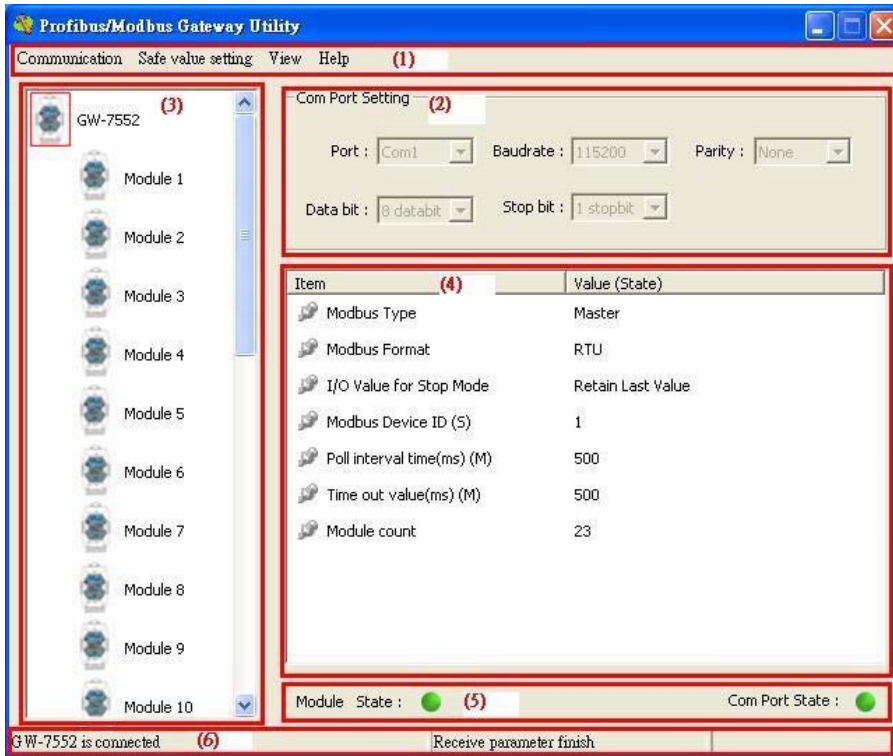 Profibus/Modbus Gateway Utility
Communication Safe value setting View Help (1)
(3)
GW-7552
Module 1
Module 2
Module 3
Module 4
Module 5
Module 6
Module 7
Module 8
Module 9
Module 10
Com Port Setting (2)
Port : Com1 Baudrate : 115200 Parity : None
Data bit : 8 databit Stop bit : 1 stopbit
Item (4) Value (State)
Modbus Type Master
Modbus Format RTU
I/O Value for Stop Mode Retain Last Value
Modbus Device ID (S) 1
Poll interval time(ms) (M) 500
Time out value(ms) (M) 500
Module count 23
Module State : (5) Com Port State :
GW-7552 is connected (6) Receive parameter finish